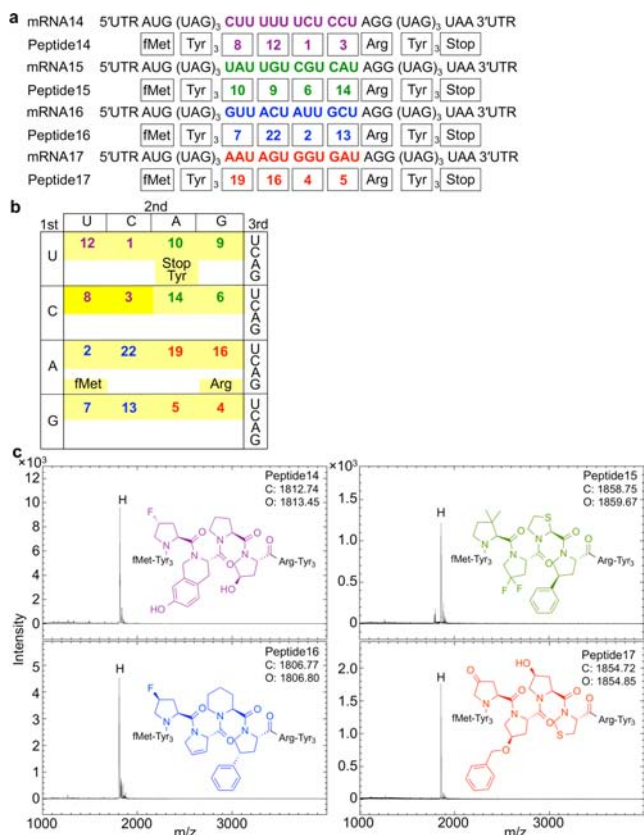 a
mRNA14 5'UTR AUG (UAG)3 CUU UUU UCU CCU AGG (UAG)3 UAA 3'UTR
Peptide14 fMet Tyr 3 8 12 1 3 Arg Tyr 3 Stop
mRNA15 5'UTR AUG (UAG)3 UAU UGU CGU CAU AGG (UAG)3 UAA 3'UTR
Peptide15 fMet Tyr 3 10 9 6 14 Arg Tyr 3 Stop
mRNA16 5'UTR AUG (UAG)3 GUU ACU AUU GCU AGG (UAG)3 UAA 3'UTR
Peptide16 fMet Tyr 3 7 22 2 13 Arg Tyr 3 Stop
mRNA17 5'UTR AUG (UAG)3 AAU AGU GGU GAU AGG (UAG)3 UAA 3'UTR
Peptide17 fMet Tyr 3 19 16 4 5 Arg Tyr 3 Stop
b
2nd
1st U C A G 3rd
U 12 1 10 9 U C A G
Stop
Tyr
C 8 3 14 6 U C A G
A 2 22 19 16 U C A G
fMet Arg
G 7 13 5 4 U C A G
c
×10³
12
10
8
6
4
2
0
H
Peptide14
C: 1812.74
O: 1813.45
F
O
N
fMet-Tyr3
N
O
N
O
N
O
Arg-Tyr3
HO
HO
×10³
1.5
1.0
0.5
0
H
Peptide15
C: 1858.75
O: 1859.67
S
O
N
fMet-Tyr3
N
O
N
O
N
O
Arg-Tyr3
F F
Intensity
5
4
3
2
1
0
H
Peptide16
C: 1806.77
O: 1806.80
F
O
N
fMet-Tyr3
N
O
N
O
N
O
Arg-Tyr3
1000 2000 3000
m/z
2.0
1.0
0
H
Peptide17
C: 1854.72
O: 1854.85
O
HO
O
N
fMet-Tyr3
N
O
N
O
N
O
Arg-Tyr3
S
O
1000 2000 3000
m/z